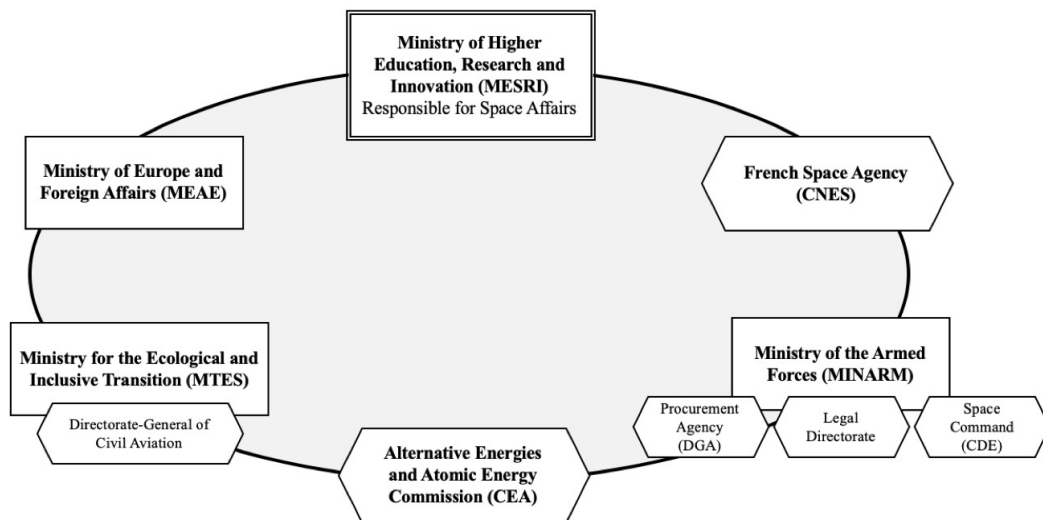 Ministry of Higher
Education, Research and
Innovation (MESRI)
Responsible for Space Affairs
Ministry of Europe and
Foreign Affairs (MEAE)
French Space Agency
(CNES)
Ministry for the Ecological and
Inclusive Transition (MTES)
Directorate-General of
Civil Aviation
Ministry of the Armed
Forces (MINARM)
Procurement
Agency
(DGA)
Legal
Directorate
Space
Command
(CDE)
Alternative Energies
and Atomic Energy
Commission (CEA)